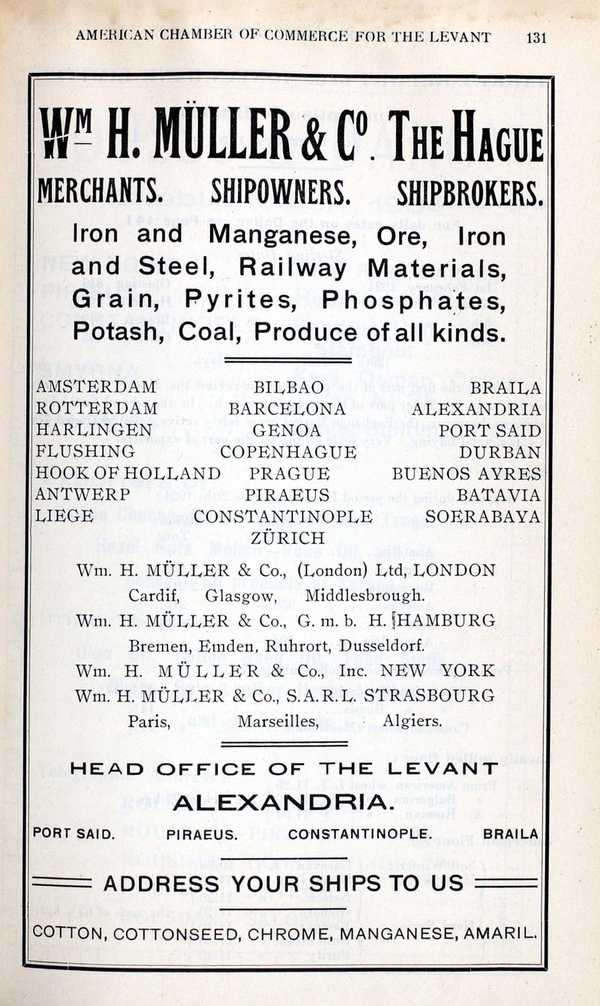 AMERICAN CHAMBER OF COMMERCE FOR THE LEVANT 131
WM H. MÜLLER & CO. THE HAGUE
MERCHANTS. SHIPOWNERS. SHIPBROKERS.
Iron and Manganese, Ore, Iron
and Steel, Railway Materials,
Grain, Pyrites, Phosphates,
Potash, Coal, Produce of all kinds.
AMSTERDAM BILBAO BRAILA
ROTTERDAM BARCELONA ALEXANDRIA
HARLINGEN GENOA PORT SAID
FLUSHING COPENHAGUE DURBAN
HOOK OF HOLLAND PRAGUE BUENOS AYRES
ANTWERP PIRAEUS BATAVIA
LIEGE CONSTANTINOPLE SOERABAYA
ZÜRICH
Wm. H. MÜLLER & Co., (London) Ltd, LONDON
Cardif, Glasgow, Middlesbrough.
Wm. H. MÜLLER & Co., G. m. b. H. HAMBURG
Bremen, Emden, Ruhrort, Dusseldorf.
Wm. H. MÜLLER & Co., Inc. NEW YORK
Wm. H. MÜLLER & Co., S.A.R.L. STRASBOURG
Paris, Marseilles, Algiers.
HEAD OFFICE OF THE LEVANT
ALEXANDRIA.
PORT SAID. PIRAEUS. CONSTANTINOPLE. BRAILA
ADDRESS YOUR SHIPS TO US
COTTON, COTTONSEED, CHROME, MANGANESE, AMARIL.